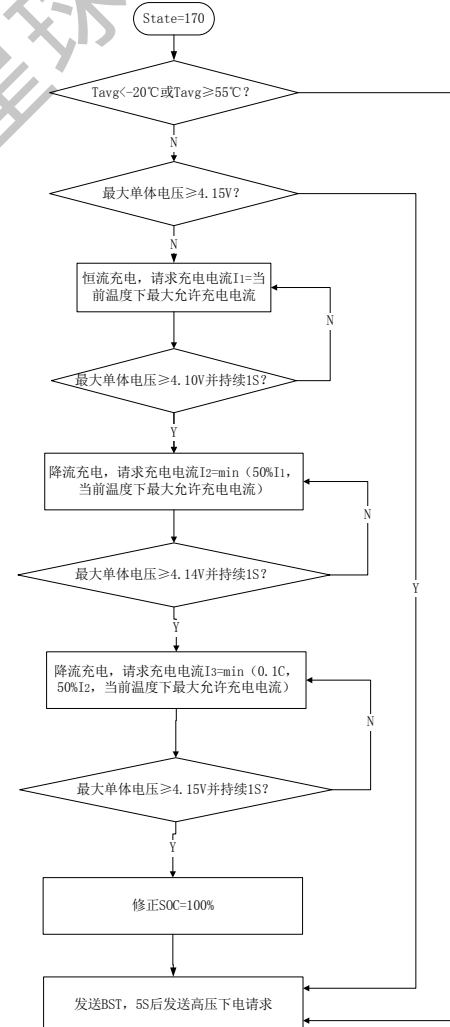 State=170
Tavg<-20℃或Tavg≥55℃?
N
最大单体电压≥4.15V?
N
恒流充电，请求充电电流I1=当
前温度下最大允许充电电流
N
最大单体电压≥4.10V并持续1S?
Y
降流充电，请求充电电流I2=min（50%I1，
当前温度下最大允许充电电流）
N
最大单体电压≥4.14V并持续1S?
Y
Y
降流充电，请求充电电流I3=min（0.1C，
50%I2，当前温度下最大允许充电电流）
N
最大单体电压≥4.15V并持续1S?
Y
修正SOC=100%
发送BST，5S后发送高压下电请求
星球